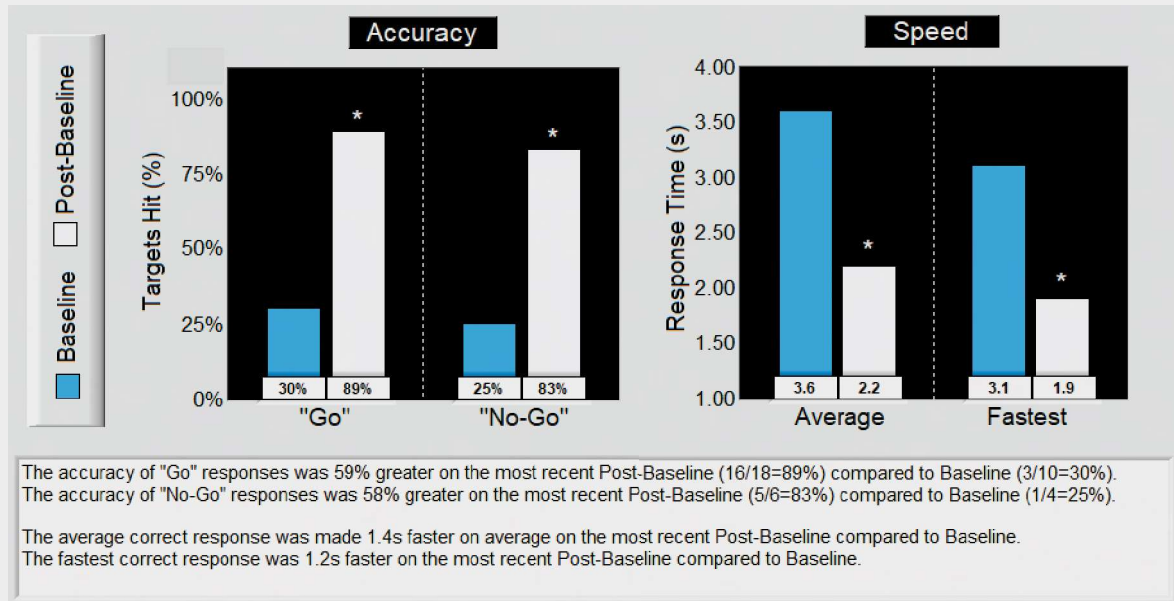 Accuracy
Speed
Baseline
Post-Baseline
Targets Hit (%)
100%
75%
50%
25%
0%
*
*
30%
89%
25%
83%
"Go"
"No-Go"
Response Time (s)
4.00
3.50
3.00
2.50
2.00
1.50
1.00
*
*
3.6
2.2
3.1
1.9
Average
Fastest
The accuracy of "Go" responses was 59% greater on the most recent Post-Baseline (16/18=89%) compared to Baseline (3/10=30%).
The accuracy of "No-Go" responses was 58% greater on the most recent Post-Baseline (5/6=83%) compared to Baseline (1/4=25%).
The average correct response was made 1.4s faster on average on the most recent Post-Baseline compared to Baseline.
The fastest correct response was 1.2s faster on the most recent Post-Baseline compared to Baseline.